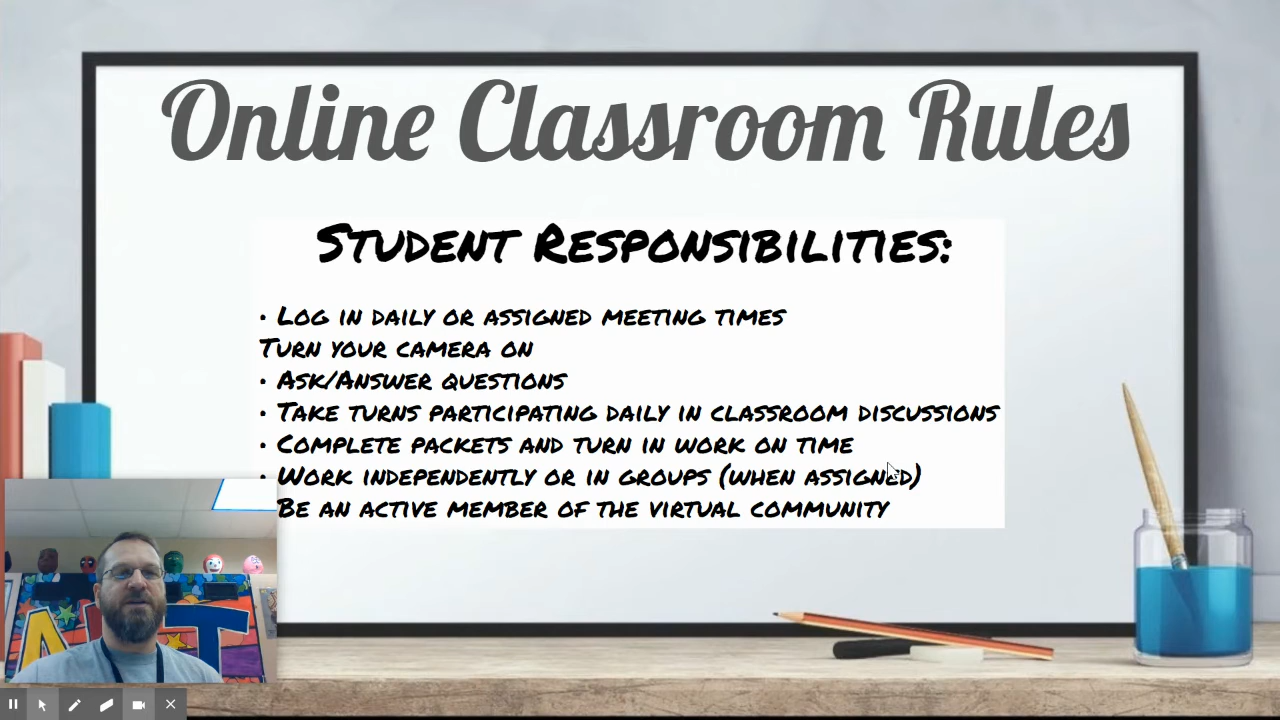 Online Classroom Rules
STUDENT RESPONSIBILITIES:
• LOG IN DAILY OR ASSIGNED MEETING TIMES
TURN YOUR CAMERA ON
• ASK/ANSWER QUESTIONS
• TAKE TURNS PARTICIPATING DAILY IN CLASSROOM DISCUSSIONS
• COMPLETE PACKETS AND TURN IN WORK ON TIME
• WORK INDEPENDENTLY OR IN GROUPS (WHEN ASSIGNED)
BE AN ACTIVE MEMBER OF THE VIRTUAL COMMUNITY
ART